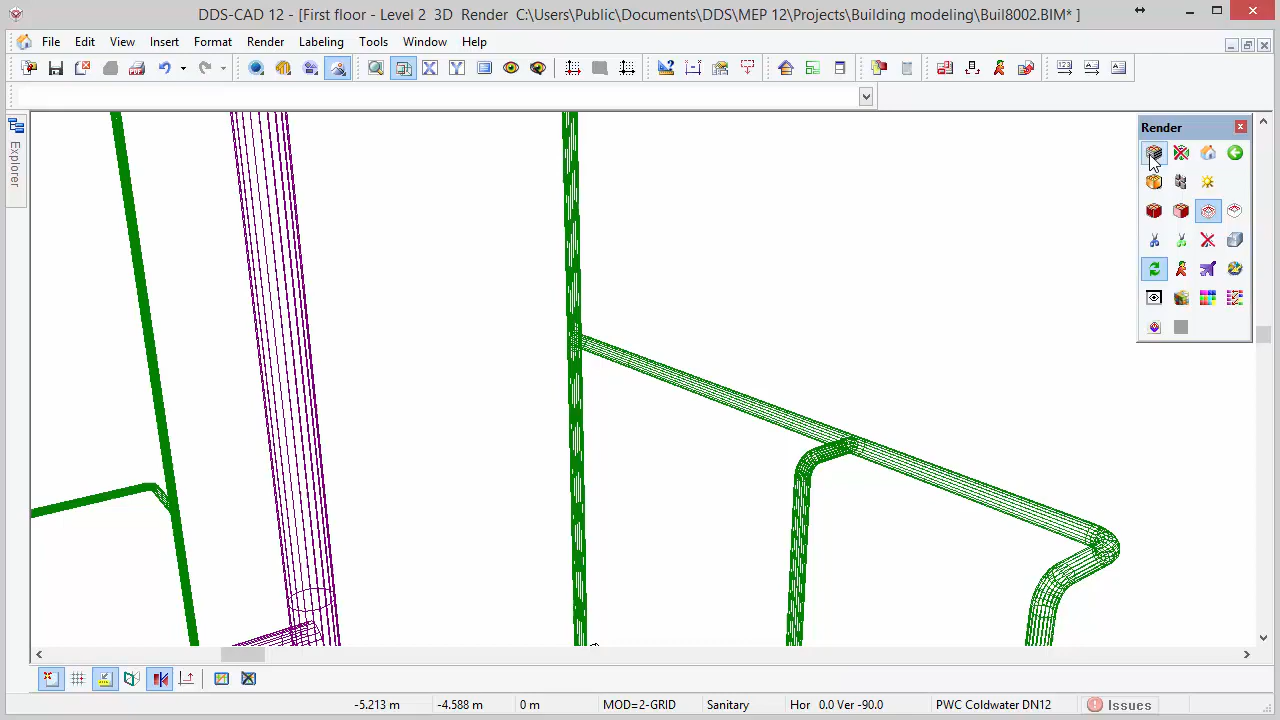 DDS-CAD 12 - [First floor - Level 2  3D  Render   C:\Users\Public\Documents\DDS\MEP 12\Projects\Building modeling\Buil8002.BIM* ]
File Edit View Insert Format Render Labeling Tools Window Help
Render
Explorer
-5.213 m -4.588 m 0 m MOD=2-GRID Sanitary Hor 0.0 Ver -90.0 PWC Coldwater DN12 Issues